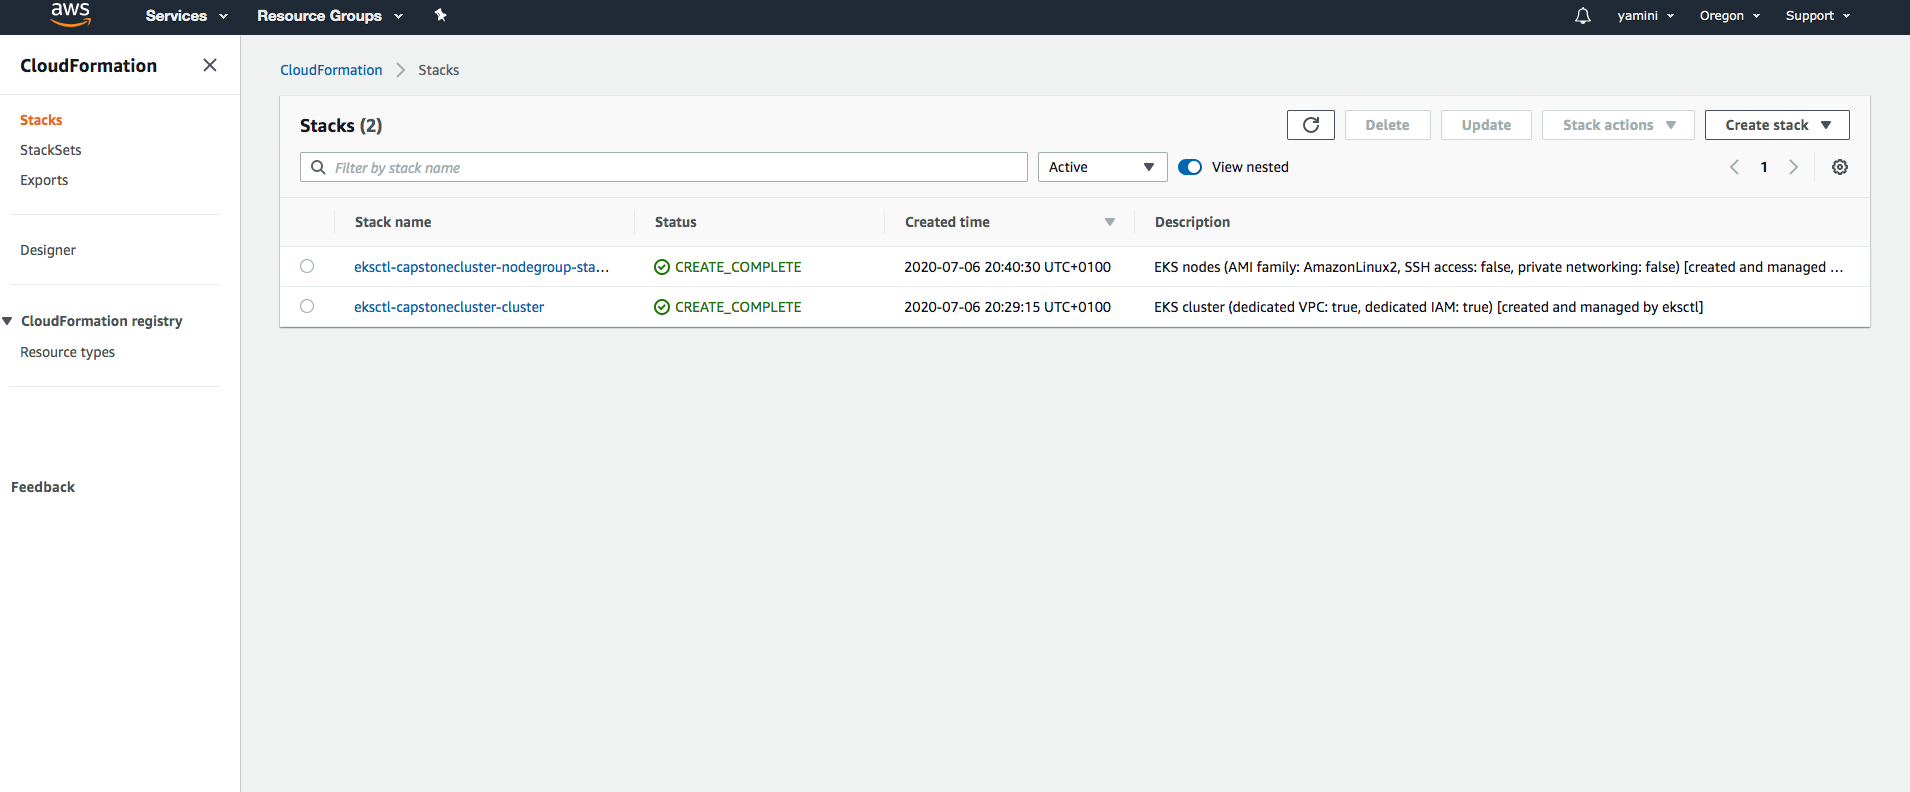 aws Services Resource Groups yamini Oregon Support
CloudFormation
Stacks
StackSets
Exports
Designer
CloudFormation registry
Resource types
Feedback
CloudFormation Stacks
Stacks (2) Delete Update Stack actions Create stack
Filter by stack name Active View nested 1
Stack name Status Created time Description
eksctl-capstonecluster-nodegroup-sta... CREATE_COMPLETE 2020-07-06 20:40:30 UTC+0100 EKS nodes (AMI family: AmazonLinux2, SSH access: false, private networking: false) [created and managed ...
eksctl-capstonecluster-cluster CREATE_COMPLETE 2020-07-06 20:29:15 UTC+0100 EKS cluster (dedicated VPC: true, dedicated IAM: true) [created and managed by eksctl]